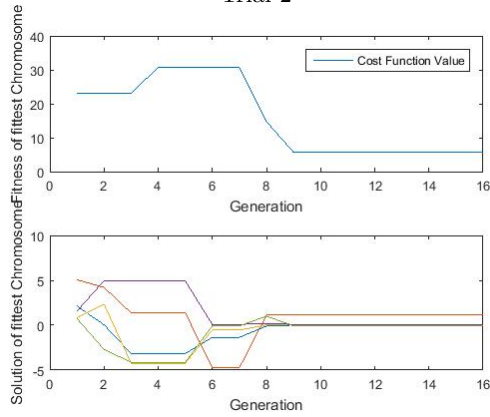 Trial 2
Fitness of fittest Chromosome
40
30
20
10
0
Cost Function Value
0 2 4 6 8 10 12 14 16
Generation
Solution of fittest Chromosome
10
5
0
-5
0 2 4 6 8 10 12 14 16
Generation